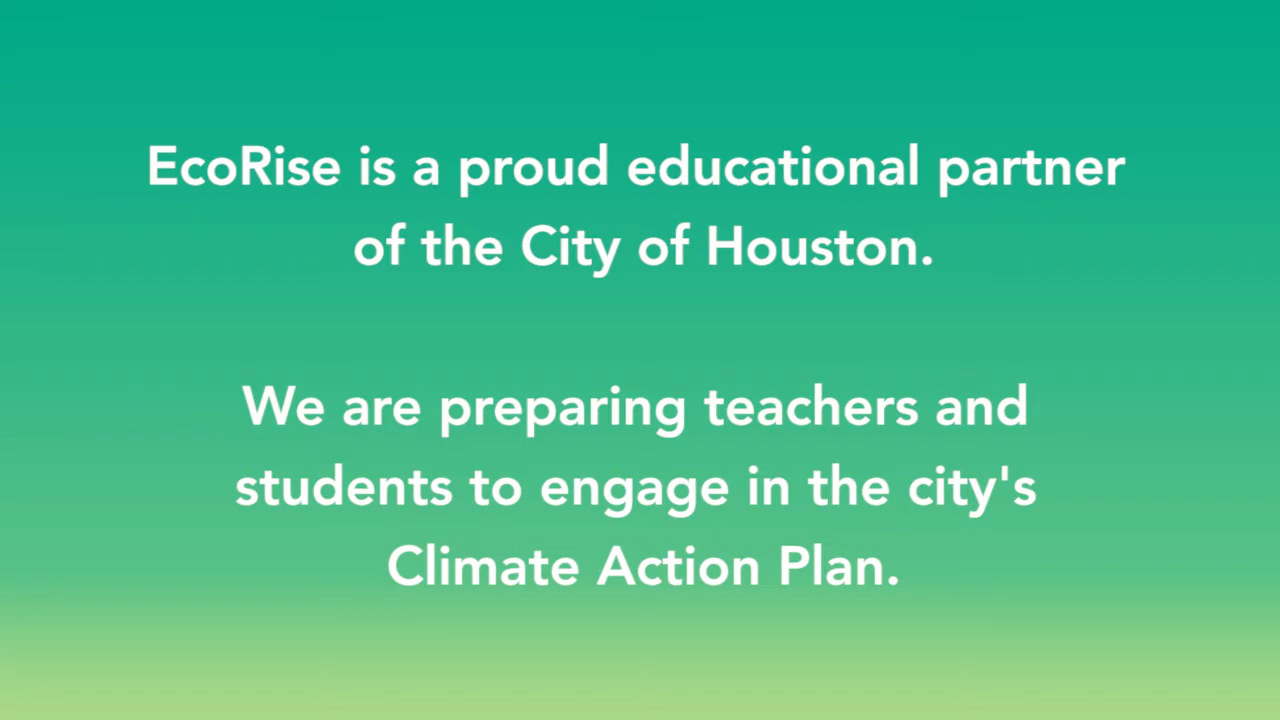 EcoRise is a proud educational partner
of the City of Houston.
We are preparing teachers and
students to engage in the city's
Climate Action Plan.